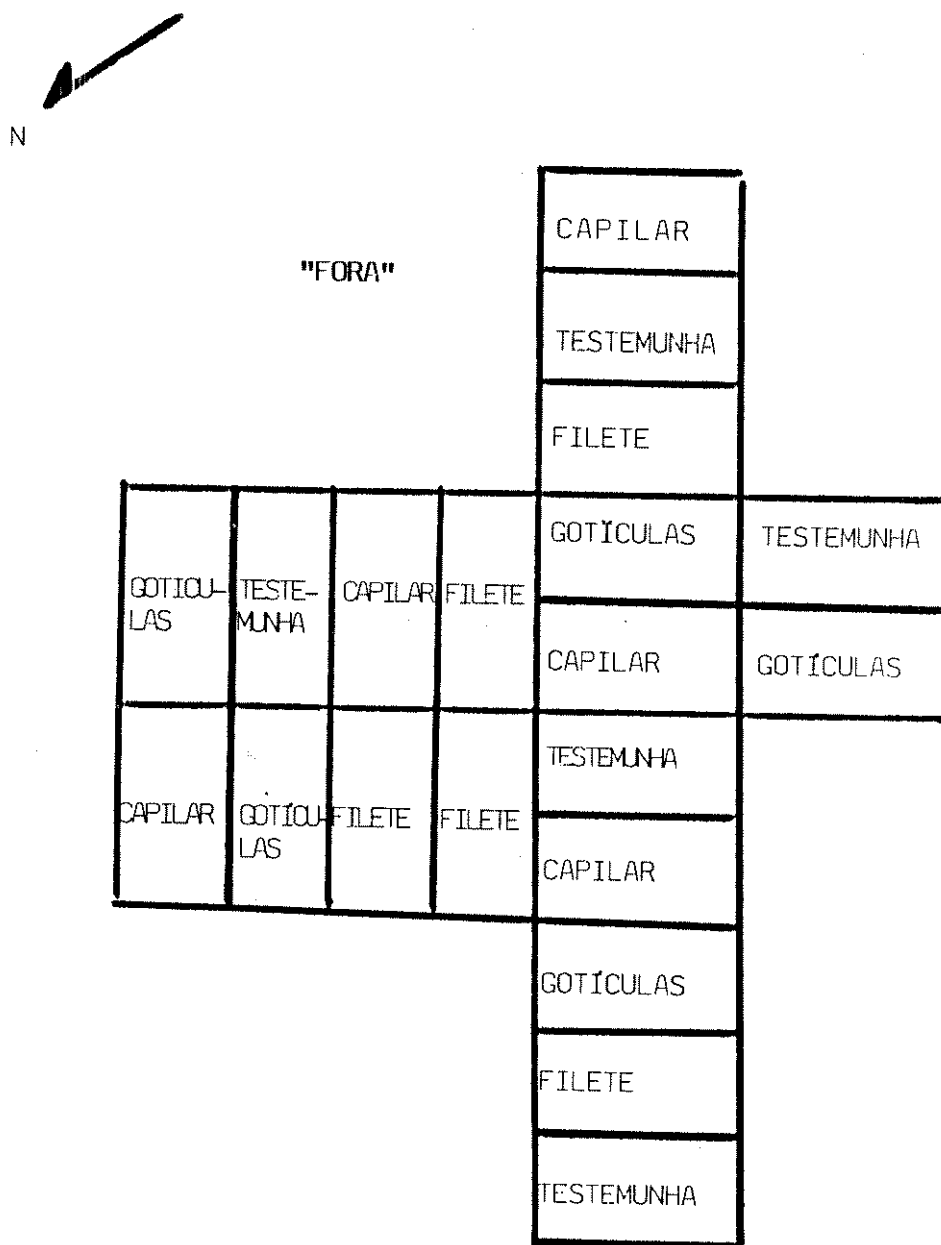 N
"FORA"
CAPILAR
TESTEMUNHA
FILETE
GOTÍCULAS
TESTEMUNHA
GOTICU-
LAS
TESTE-
MUNHA
CAPILAR
FILETE
CAPILAR
GOTÍCULAS
TESTEMUNHA
CAPILAR
GOTÍCU-
LAS
FILETE
FILETE
CAPILAR
GOTÍCULAS
FILETE
TESTEMUNHA